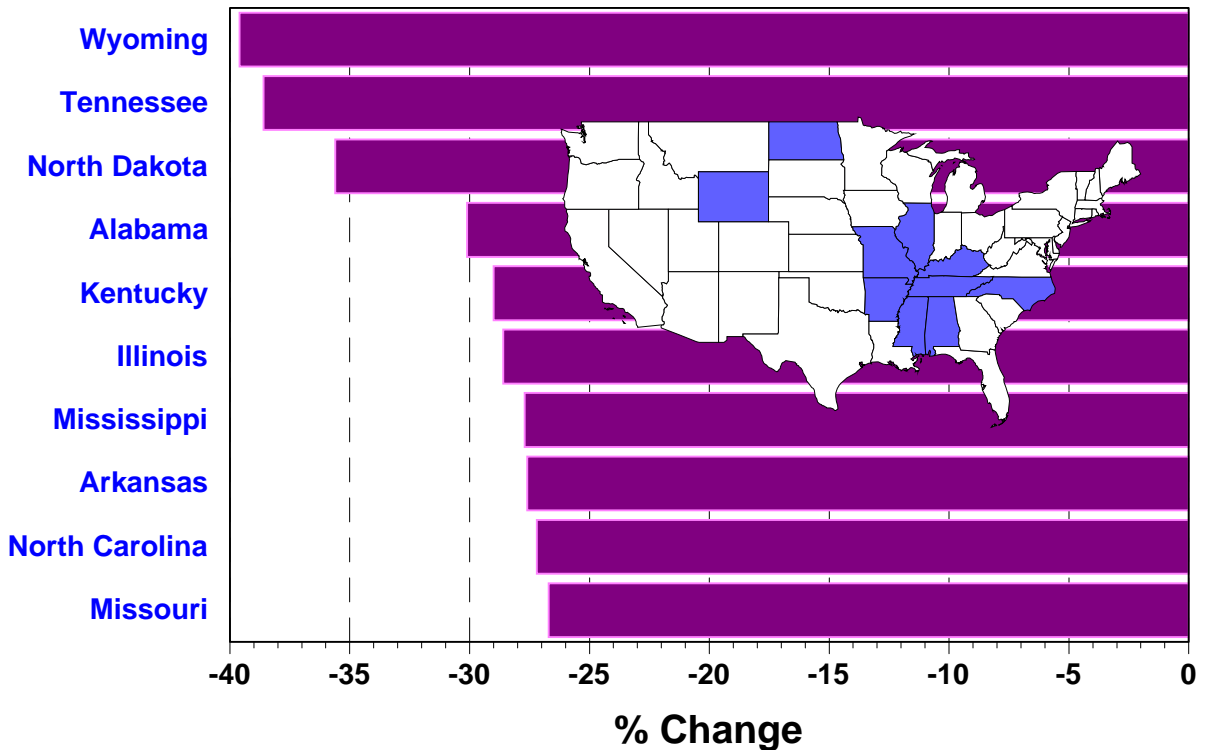 Wyoming
Tennessee
North Dakota
Alabama
Kentucky
Illinois
Mississippi
Arkansas
North Carolina
Missouri
-40 -35 -30 -25 -20 -15 -10 -5 0
% Change